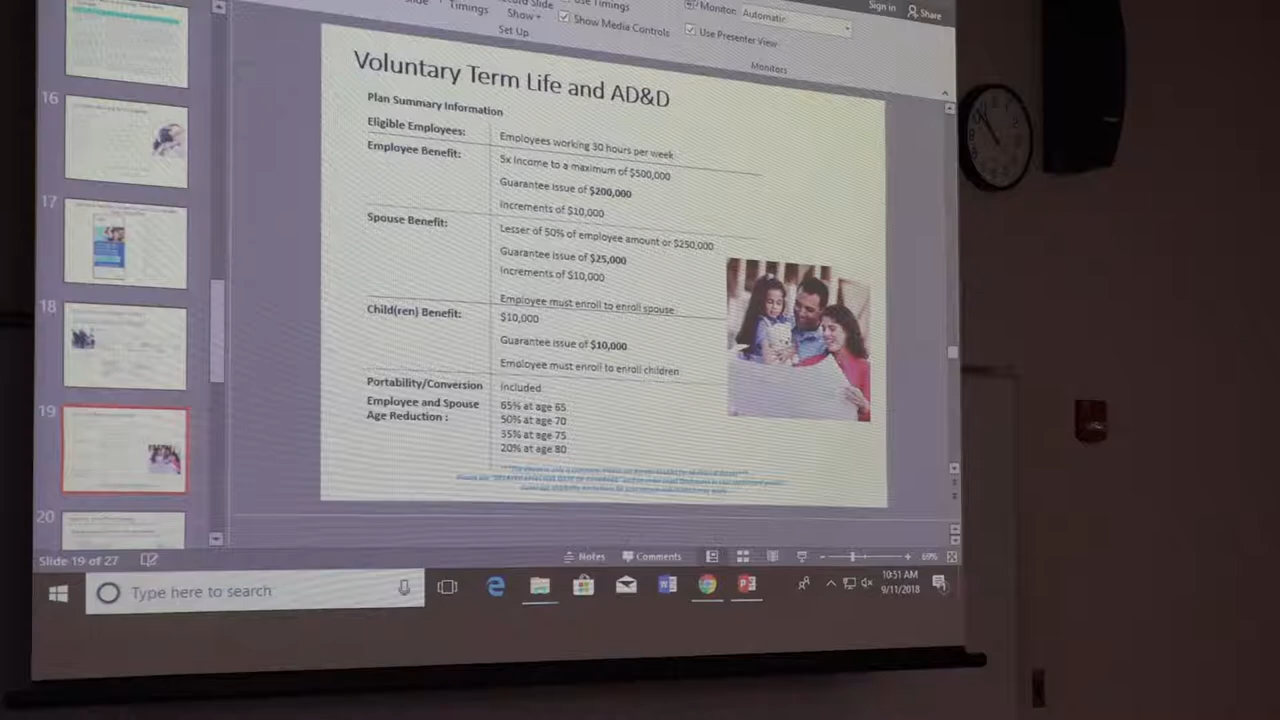 Timings
Show
Set Up
Use Timings
Show Media Controls
Monitor:
Automatic
Use Presenter View
Monitors
Sign in
Share
16
17
18
19
20
Voluntary Term Life and AD&D
Plan Summary Information
Eligible Employees:
Employees working 30 hours per week
Employee Benefit:
5x income to a maximum of $500,000
Guarantee issue of $200,000
Increments of $10,000
Spouse Benefit:
Lesser of 50% of employee amount or $250,000
Guarantee issue of $25,000
Increments of $10,000
Employee must enroll to enroll spouse
Child(ren) Benefit:
$10,000
Guarantee issue of $10,000
Employee must enroll to enroll children
Portability/Conversion
Included
Employee and Spouse
Age Reduction :
65% at age 65
50% at age 70
35% at age 75
20% at age 80
Slide 19 of 27
Notes
Comments
69%
Type here to search
10:51 AM
9/11/2018